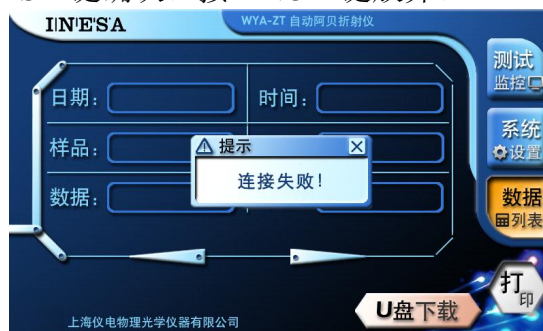 INESA
WYA-ZT 自动阿贝折射仪
测试
监控
日期：
时间：
系统
设置
样品：
提示
连接失败！
数据：
数据
列表
打
印
U盘下载
上海仪电物理光学仪器有限公司